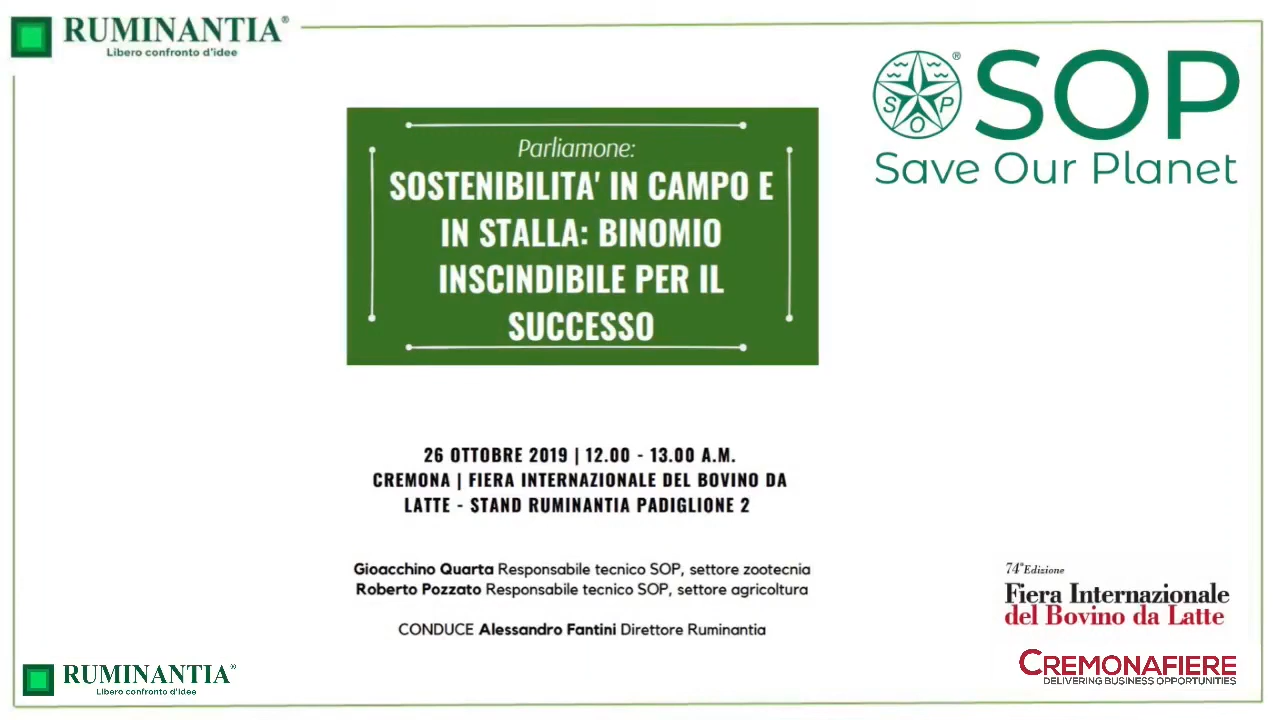 RUMINANTIA®
Libero confronto d'idee
SOP
®
SOP
Save Our Planet
Parliamone:
SOSTENIBILITA' IN CAMPO E
IN STALLA: BINOMIO
INSCINDIBILE PER IL
SUCCESSO
26 OTTOBRE 2019 | 12.00 - 13.00 A.M.
CREMONA | FIERA INTERNAZIONALE DEL BOVINO DA
LATTE - STAND RUMINANTIA PADIGLIONE 2
Gioacchino Quarta Responsabile tecnico SOP, settore zootecnia
Roberto Pozzato Responsabile tecnico SOP, settore agricoltura
CONDUCE Alessandro Fantini Direttore Ruminantia
74ª Edizione
Fiera Internazionale
del Bovino da Latte
CREMONAFIERE
DELIVERING BUSINESS OPPORTUNITIES
RUMINANTIA®
Libero confronto d'idee